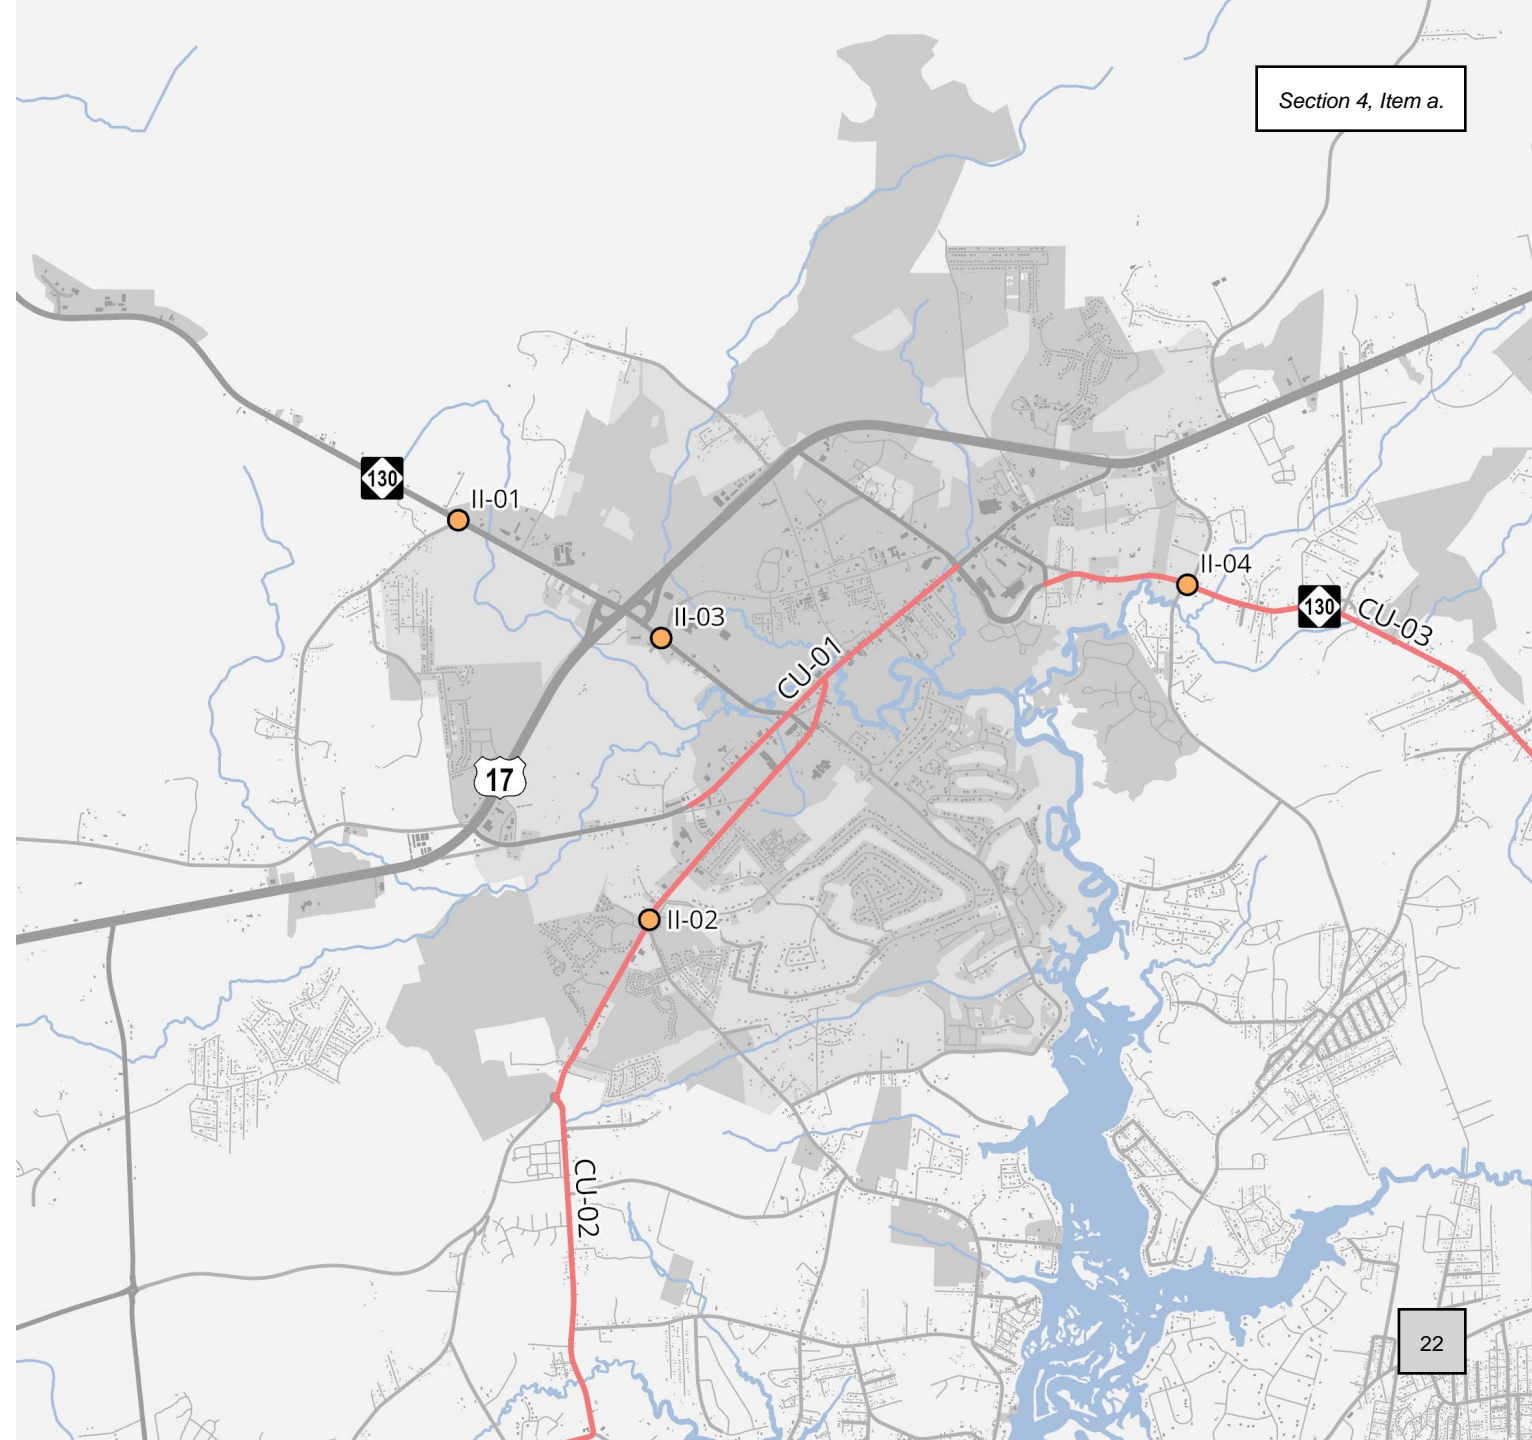 Section 4, Item a.
130
II-01
II-04
130
CU-03
II-03
CU-01
17
II-02
CU-02
22